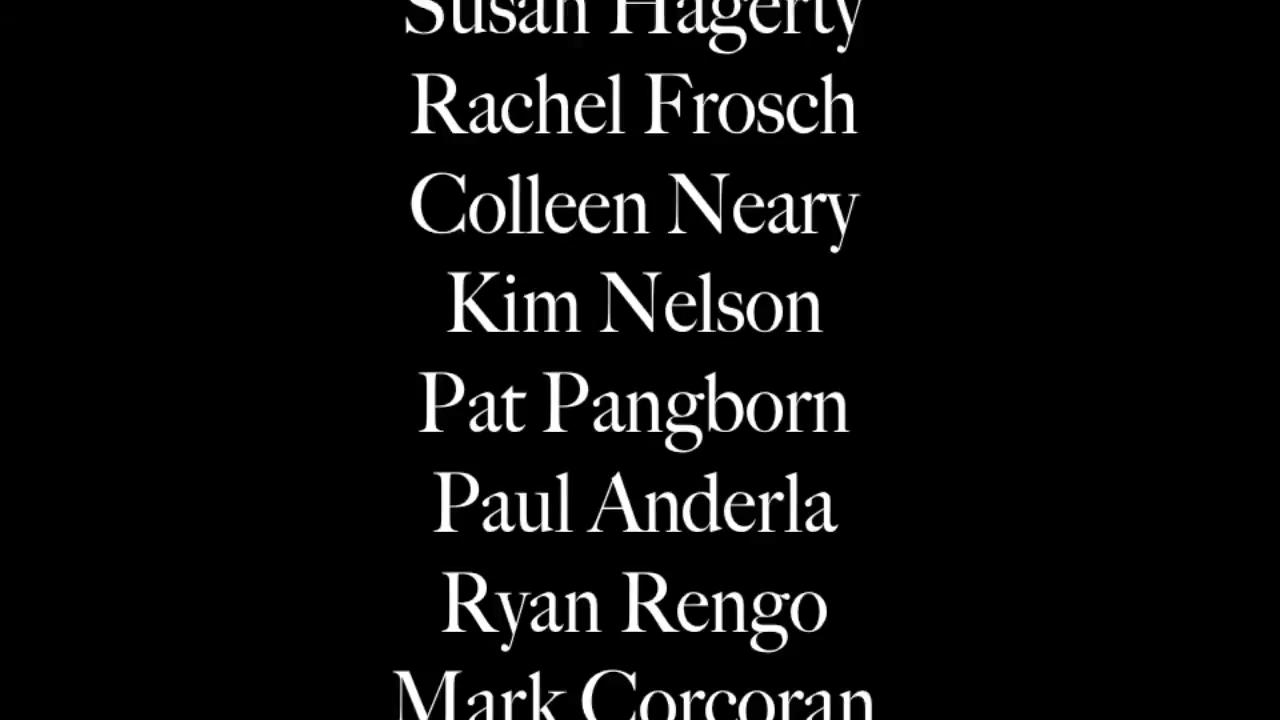 Susan Hagerty
Rachel Frosch
Colleen Neary
Kim Nelson
Pat Pangborn
Paul Anderla
Ryan Rengo
Mark Corcoran